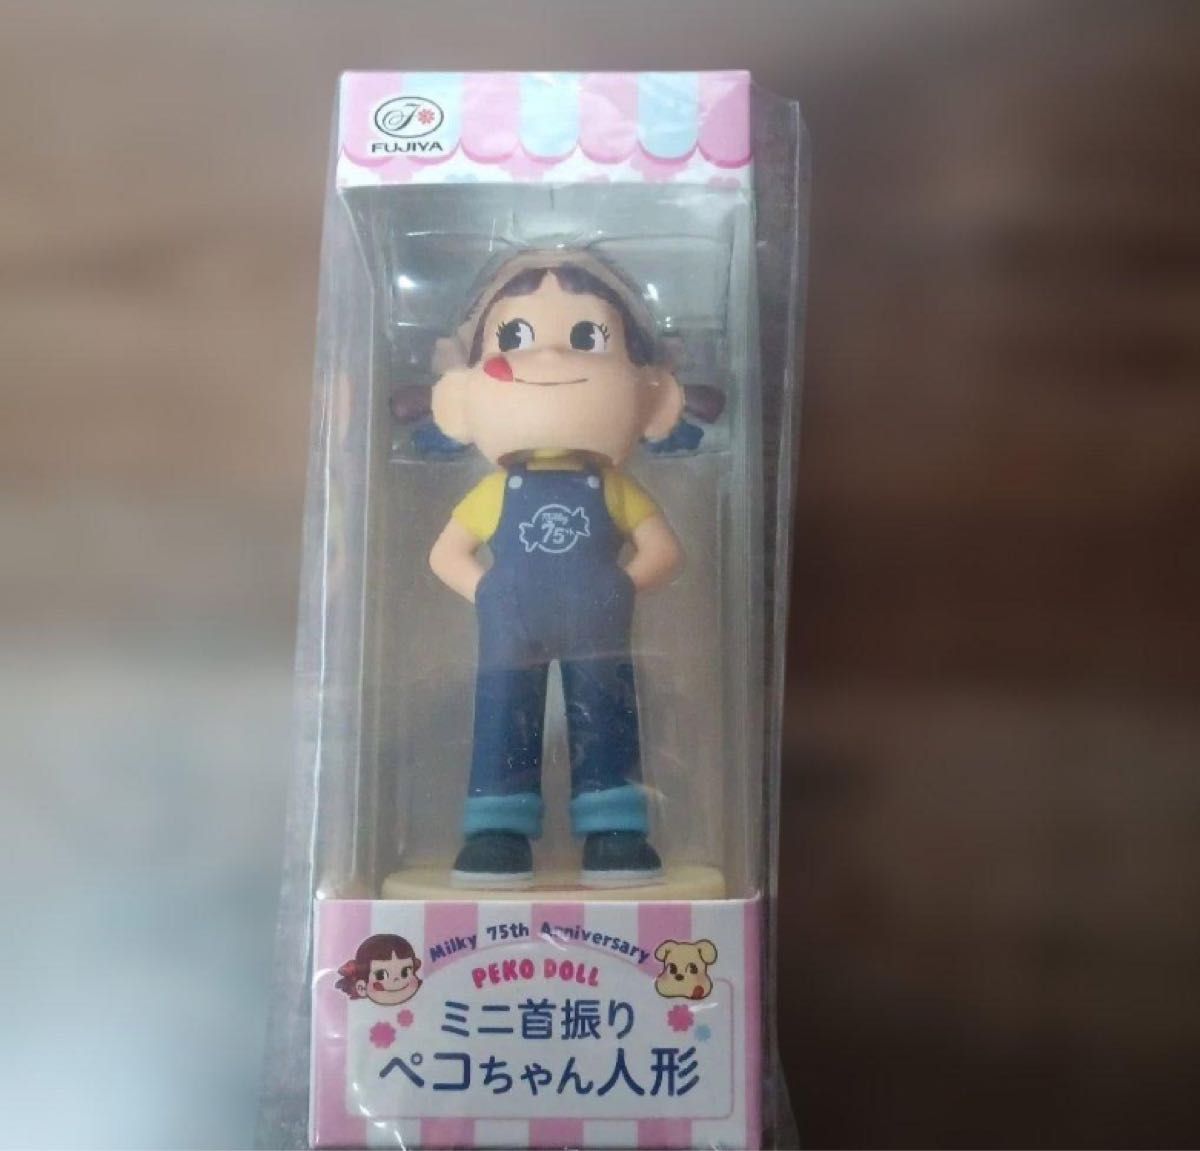 FUJIYA
Milky
75th
Milky 75th Anniversary
PEKO DOLL
ミニ首振り
ペコちゃん人形